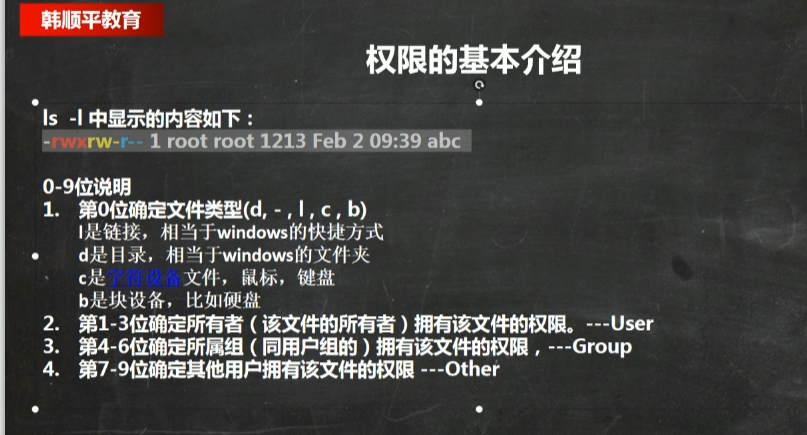 韩顺平教育
权限的基本介绍
ls -l 中显示的内容如下：
-rwxrw-r-- 1 root root 1213 Feb 2 09:39 abc
0-9位说明
1. 第0位确定文件类型(d, - , l , c , b)
l是链接，相当于windows的快捷方式
d是目录，相当于windows的文件夹
c是字符设备文件，鼠标，键盘
b是块设备，比如硬盘
2. 第1-3位确定所有者（该文件的所有者）拥有该文件的权限。---User
3. 第4-6位确定所属组（同用户组的）拥有该文件的权限，---Group
4. 第7-9位确定其他用户拥有该文件的权限 ---Other